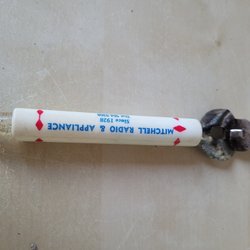 MITCHELL RADIO & APPLIANCE
Since 1928